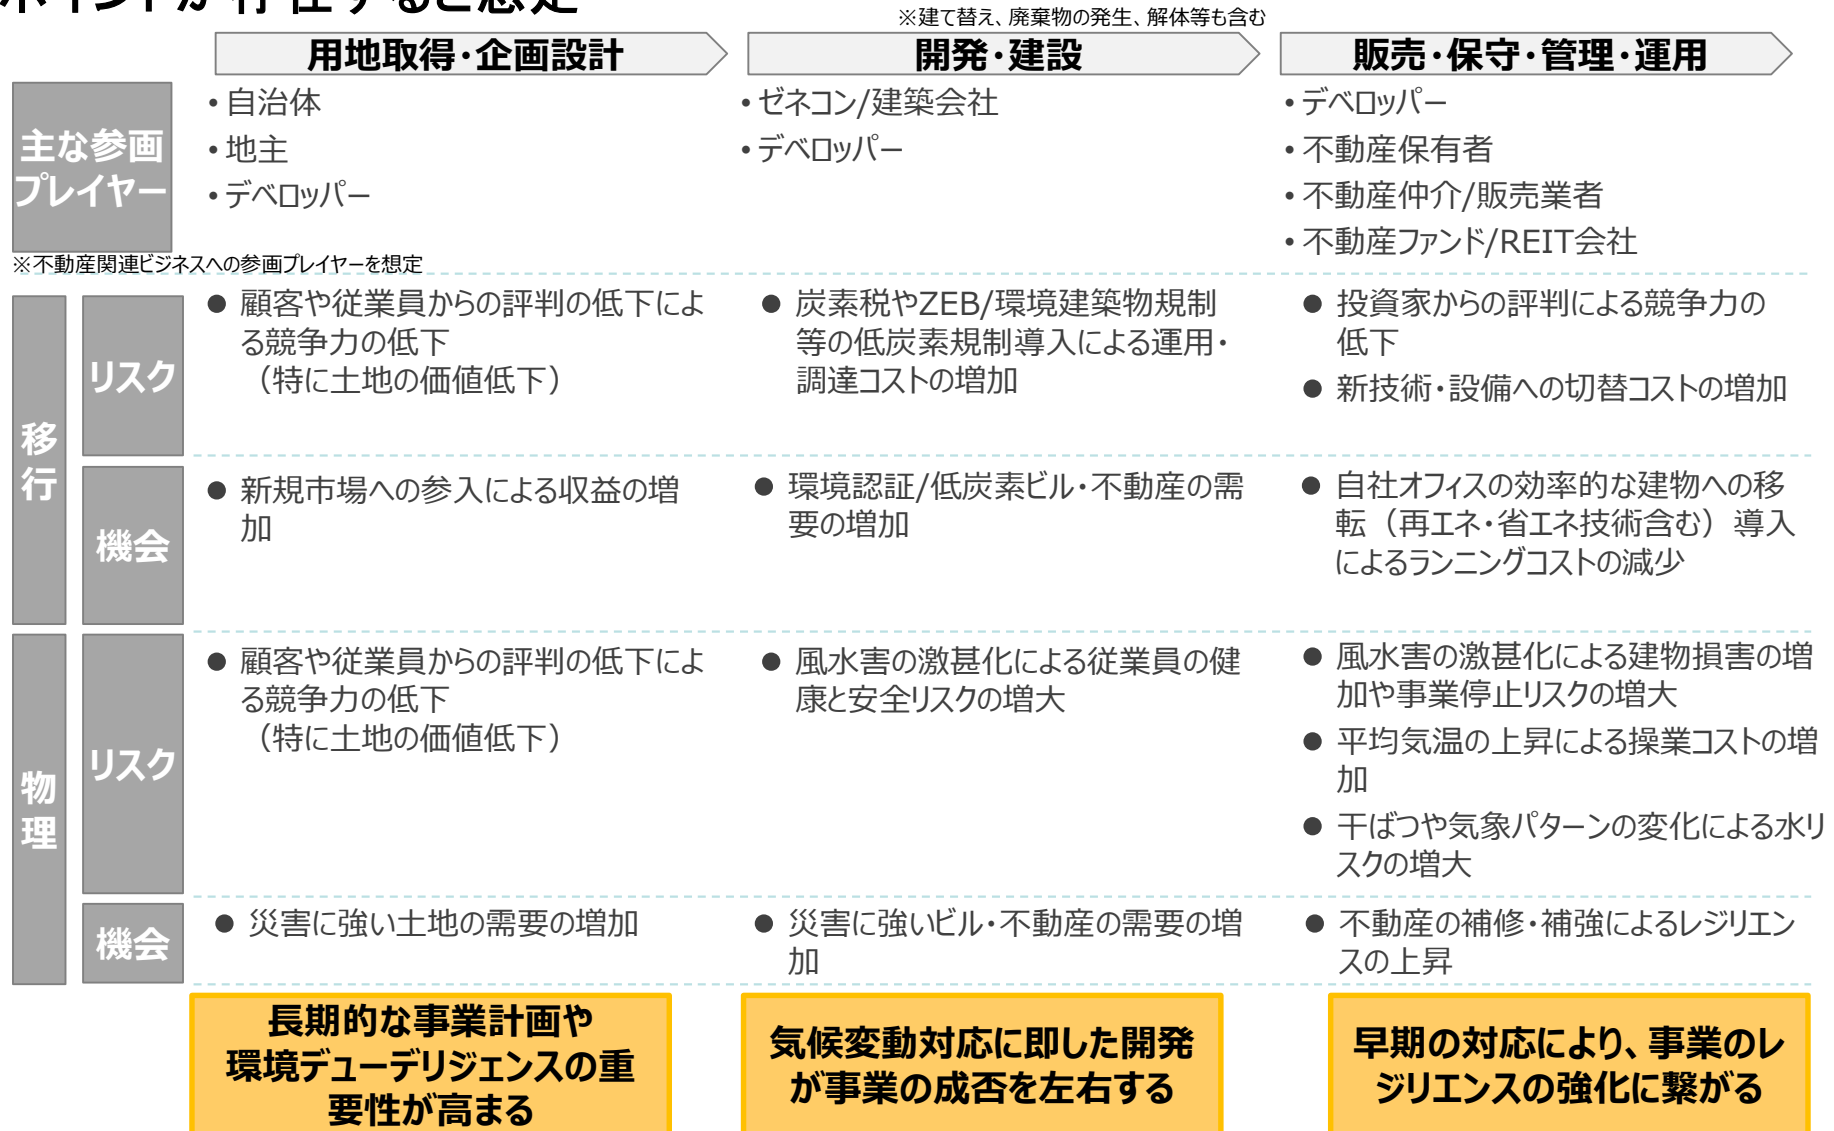 ポイントが存在すると想定
※建て替え、廃棄物の発生、解体等も含む
用地取得・企画設計
開発・建設
販売・保守・管理・運用
主な参画
プレイヤー
・自治体
・地主
・デベロッパー
・ゼネコン/建築会社
・デベロッパー
・デベロッパー
・不動産保有者
・不動産仲介/販売業者
・不動産ファンド/REIT会社
※不動産関連ビジネスへの参画プレイヤーを想定
移行
リスク
● 顧客や従業員からの評判の低下によ
る競争力の低下
（特に土地の価値低下）
● 炭素税やZEB/環境建築物規制
等の低炭素規制導入による運用・
調達コストの増加
● 投資家からの評判による競争力の
低下
● 新技術・設備への切替コストの増加
機会
● 新規市場への参入による収益の増
加
● 環境認証/低炭素ビル・不動産の需
要の増加
● 自社オフィスの効率的な建物への移
転（再エネ・省エネ技術含む）導入
によるランニングコストの減少
物理
リスク
● 顧客や従業員からの評判の低下によ
る競争力の低下
（特に土地の価値低下）
● 風水害の激甚化による従業員の健
康と安全リスクの増大
● 風水害の激甚化による建物損害の増
加や事業停止リスクの増大
● 平均気温の上昇による操業コストの増
加
● 干ばつや気象パターンの変化による水リ
スクの増大
機会
● 災害に強い土地の需要の増加
● 災害に強いビル・不動産の需要の増
加
● 不動産の補修・補強によるレジリエン
スの上昇
長期的な事業計画や
環境デューデリジェンスの重
要性が高まる
気候変動対応に即した開発
が事業の成否を左右する
早期の対応により、事業のレ
ジリエンスの強化に繋がる